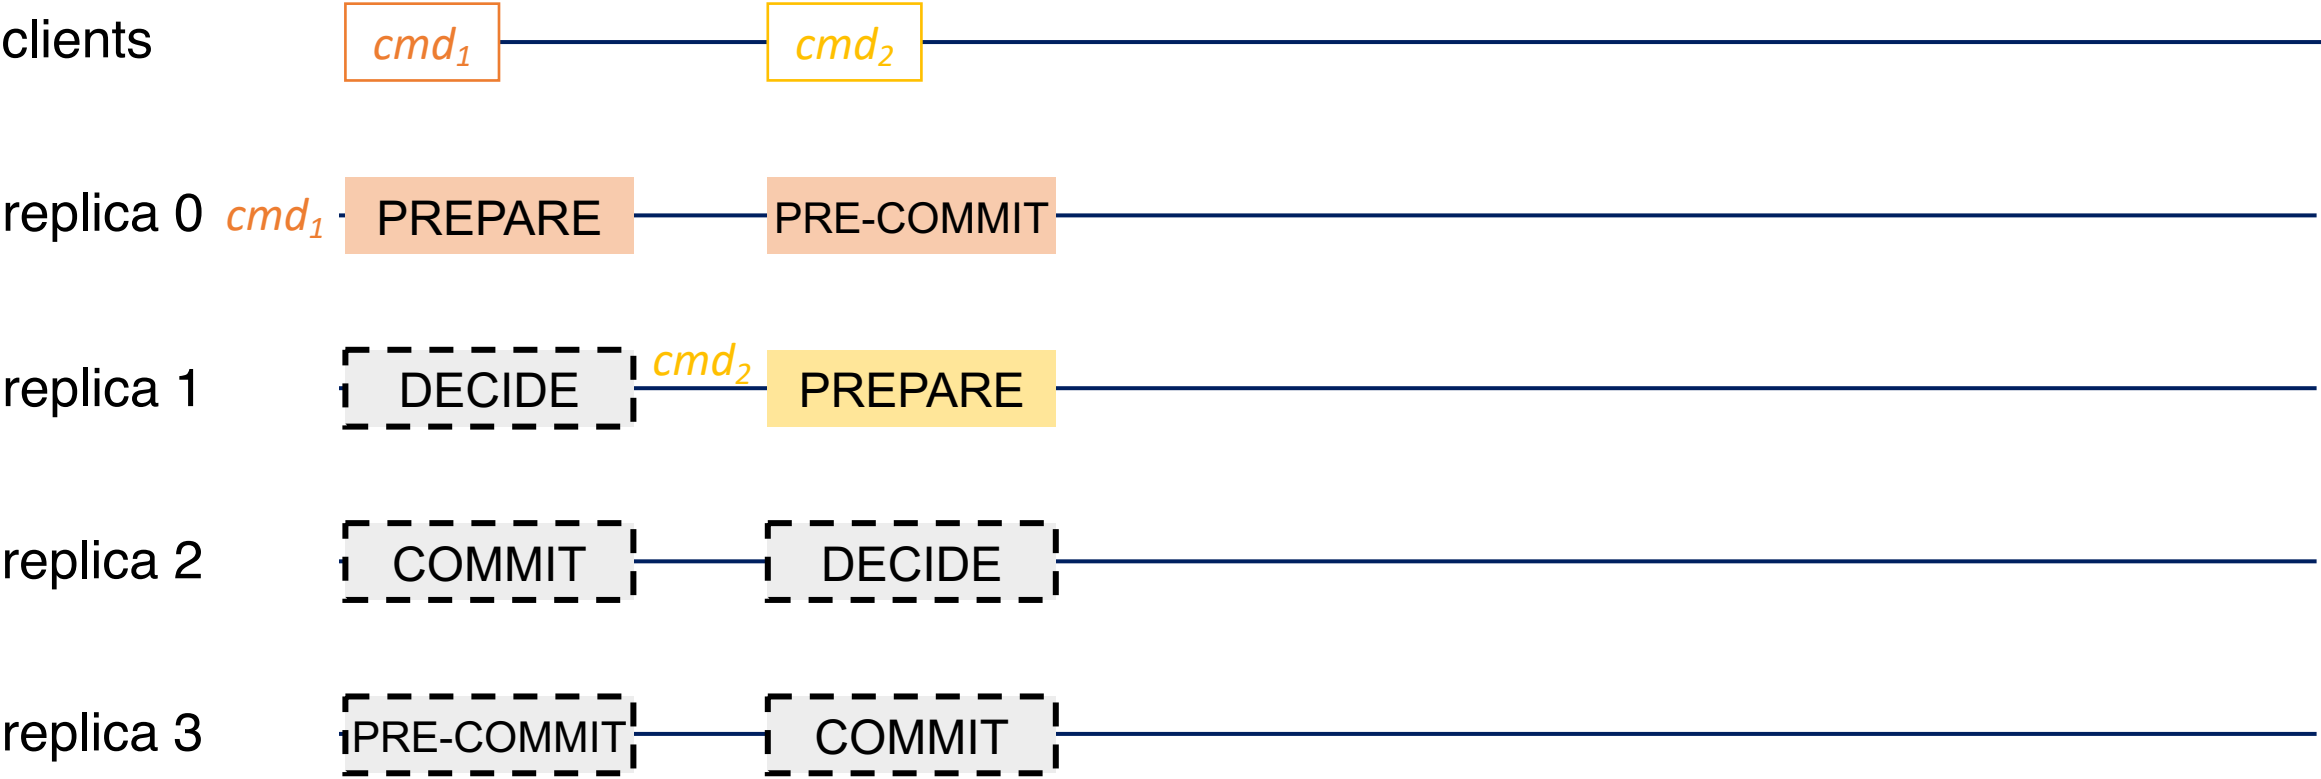 clients cmd1 cmd2
replica 0 cmd1 PREPARE PRE-COMMIT
replica 1 DECIDE cmd2 PREPARE
replica 2 COMMIT DECIDE
replica 3 PRE-COMMIT COMMIT